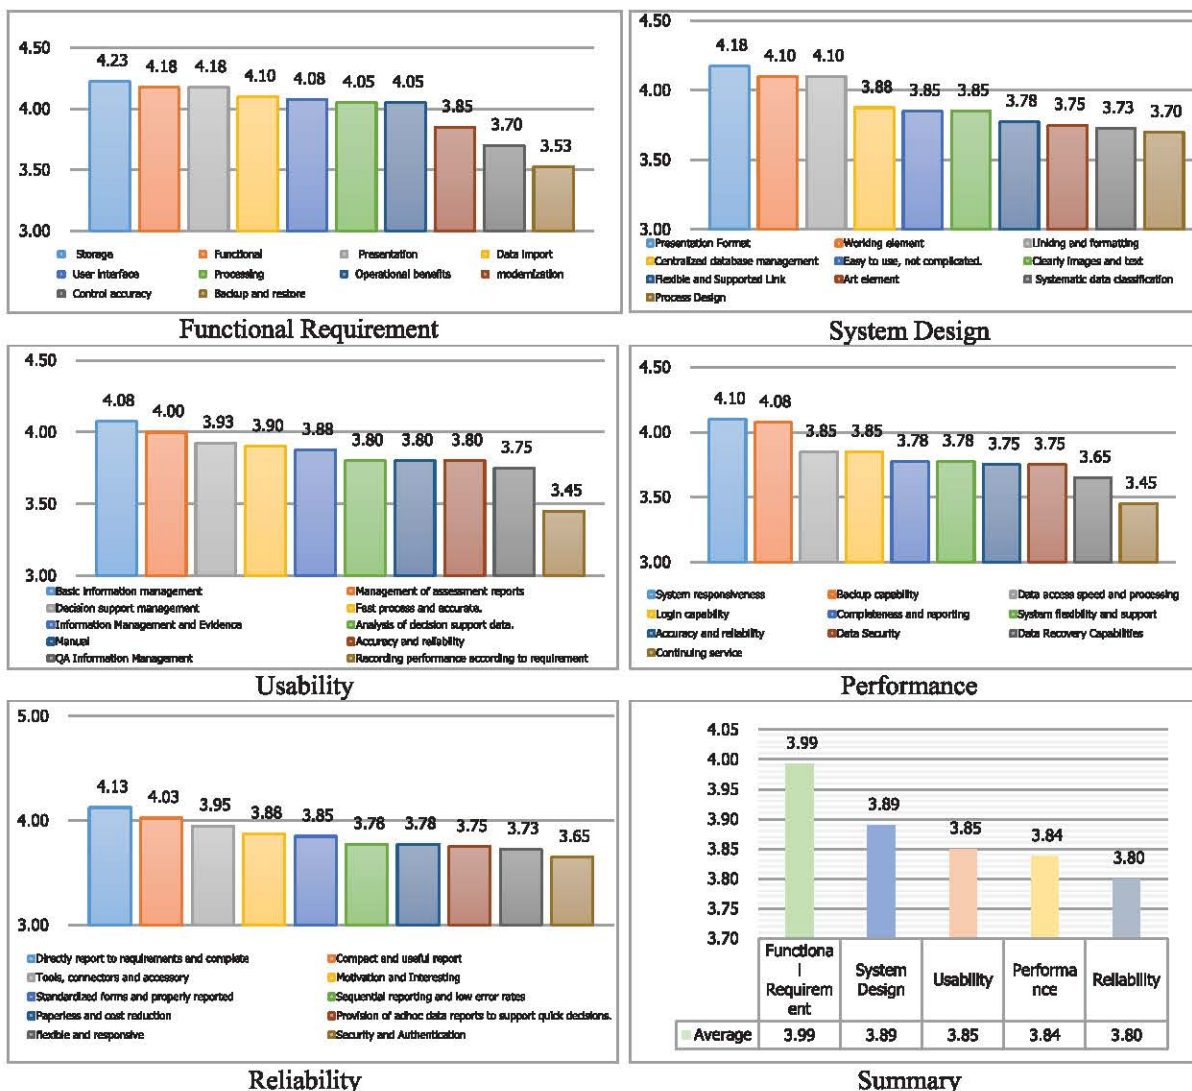 4.50
4.23 4.18 4.18 4.10 4.08 4.05 4.05 3.85 3.70 3.53
4.00
3.50
3.00
Storage Functional Presentation Data Import
User interface Processing Operational benefits modernization
Control accuracy Backup and restore
Functional Requirement
4.50
4.18 4.10 4.10 3.88 3.85 3.85 3.78 3.75 3.73 3.70
4.00
3.50
3.00
Presentation Format Working element Linking and formatting
Centralized database management Easy to use, not complicated. Clearly images and text
Flexible and Supported Link Art element Systematic data classification
Process Design
System Design
4.50
4.08 4.00 3.93 3.90 3.88 3.80 3.80 3.80 3.75 3.45
4.00
3.50
3.00
Basic information management Management of assessment reports
Decision support management Fast process and accurate.
Information Management and Evidence Analysis of decision support data.
Manual Accuracy and reliability
QA Information Management Racording performance according to requirement
Usability
4.50
4.10 4.08 3.85 3.85 3.78 3.78 3.75 3.75 3.65 3.45
4.00
3.50
3.00
System responsiveness Backup capability Data access speed and processing
Login capability Completeness and reporting System flexibility and support
Accuracy and reliability Data Security Data Recovery Capabilities
Continuing service
Performance
5.00
4.13 4.03 3.95 3.88 3.85 3.78 3.78 3.75 3.73 3.65
4.00
3.00
Directly report to requirements and complete Compact and useful report
Tools, connectors and accessory Motivation and Interesting
Standardized forms and properly reported Sequential reporting and low error rates
Paperless and cost reduction Provision of adhoc data reports to support quick decisions.
flexible and responsive Security and Authentication
Reliability
4.05
4.00
3.95
3.90
3.85
3.80
3.75
3.70
3.99 3.89 3.85 3.84 3.80
Functiona
l
Requirem
ent
System
Design
Usability
Performa
nce
Reliability
Average 3.99 3.89 3.85 3.84 3.80
Summary